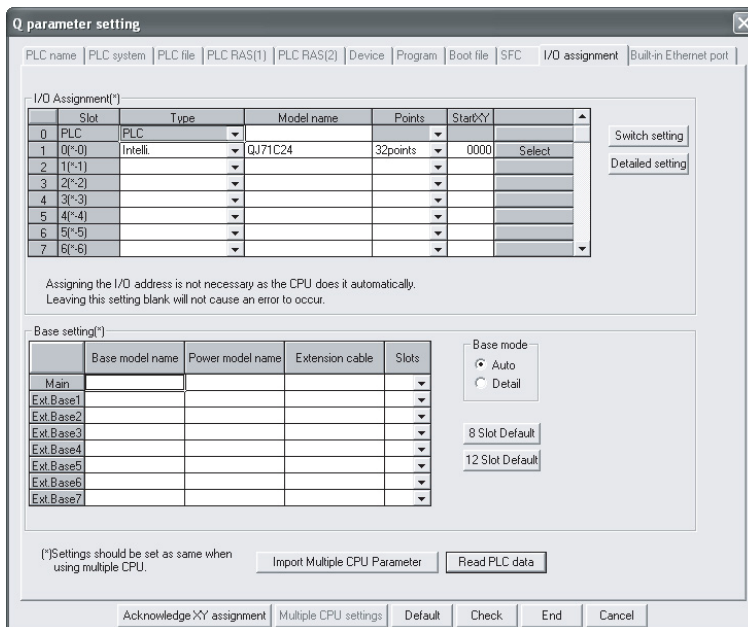 Q parameter setting
PLC name PLC system PLC file PLC RAS(1) PLC RAS(2) Device Program Boot file SFC I/O assignment Built-in Ethernet port
I/O Assignment(*)
Slot Type Model name Points StartXY
0 PLC PLC
1 0(*-0) Intelli. QJ71C24 32points 0000 Select
2 1(*-1)
3 2(*-2)
4 3(*-3)
5 4(*-4)
6 5(*-5)
7 6(*-6)
Switch setting
Detailed setting
Assigning the I/O address is not necessary as the CPU does it automatically.
Leaving this setting blank will not cause an error to occur.
Base setting(*)
Base model name Power model name Extension cable Slots
Main
Ext.Base1
Ext.Base2
Ext.Base3
Ext.Base4
Ext.Base5
Ext.Base6
Ext.Base7
Base mode
Auto
Detail
8 Slot Default
12 Slot Default
(*)Settings should be set as same when
using multiple CPU.
Import Multiple CPU Parameter Read PLC data
Acknowledge XY assignment Multiple CPU settings Default Check End Cancel